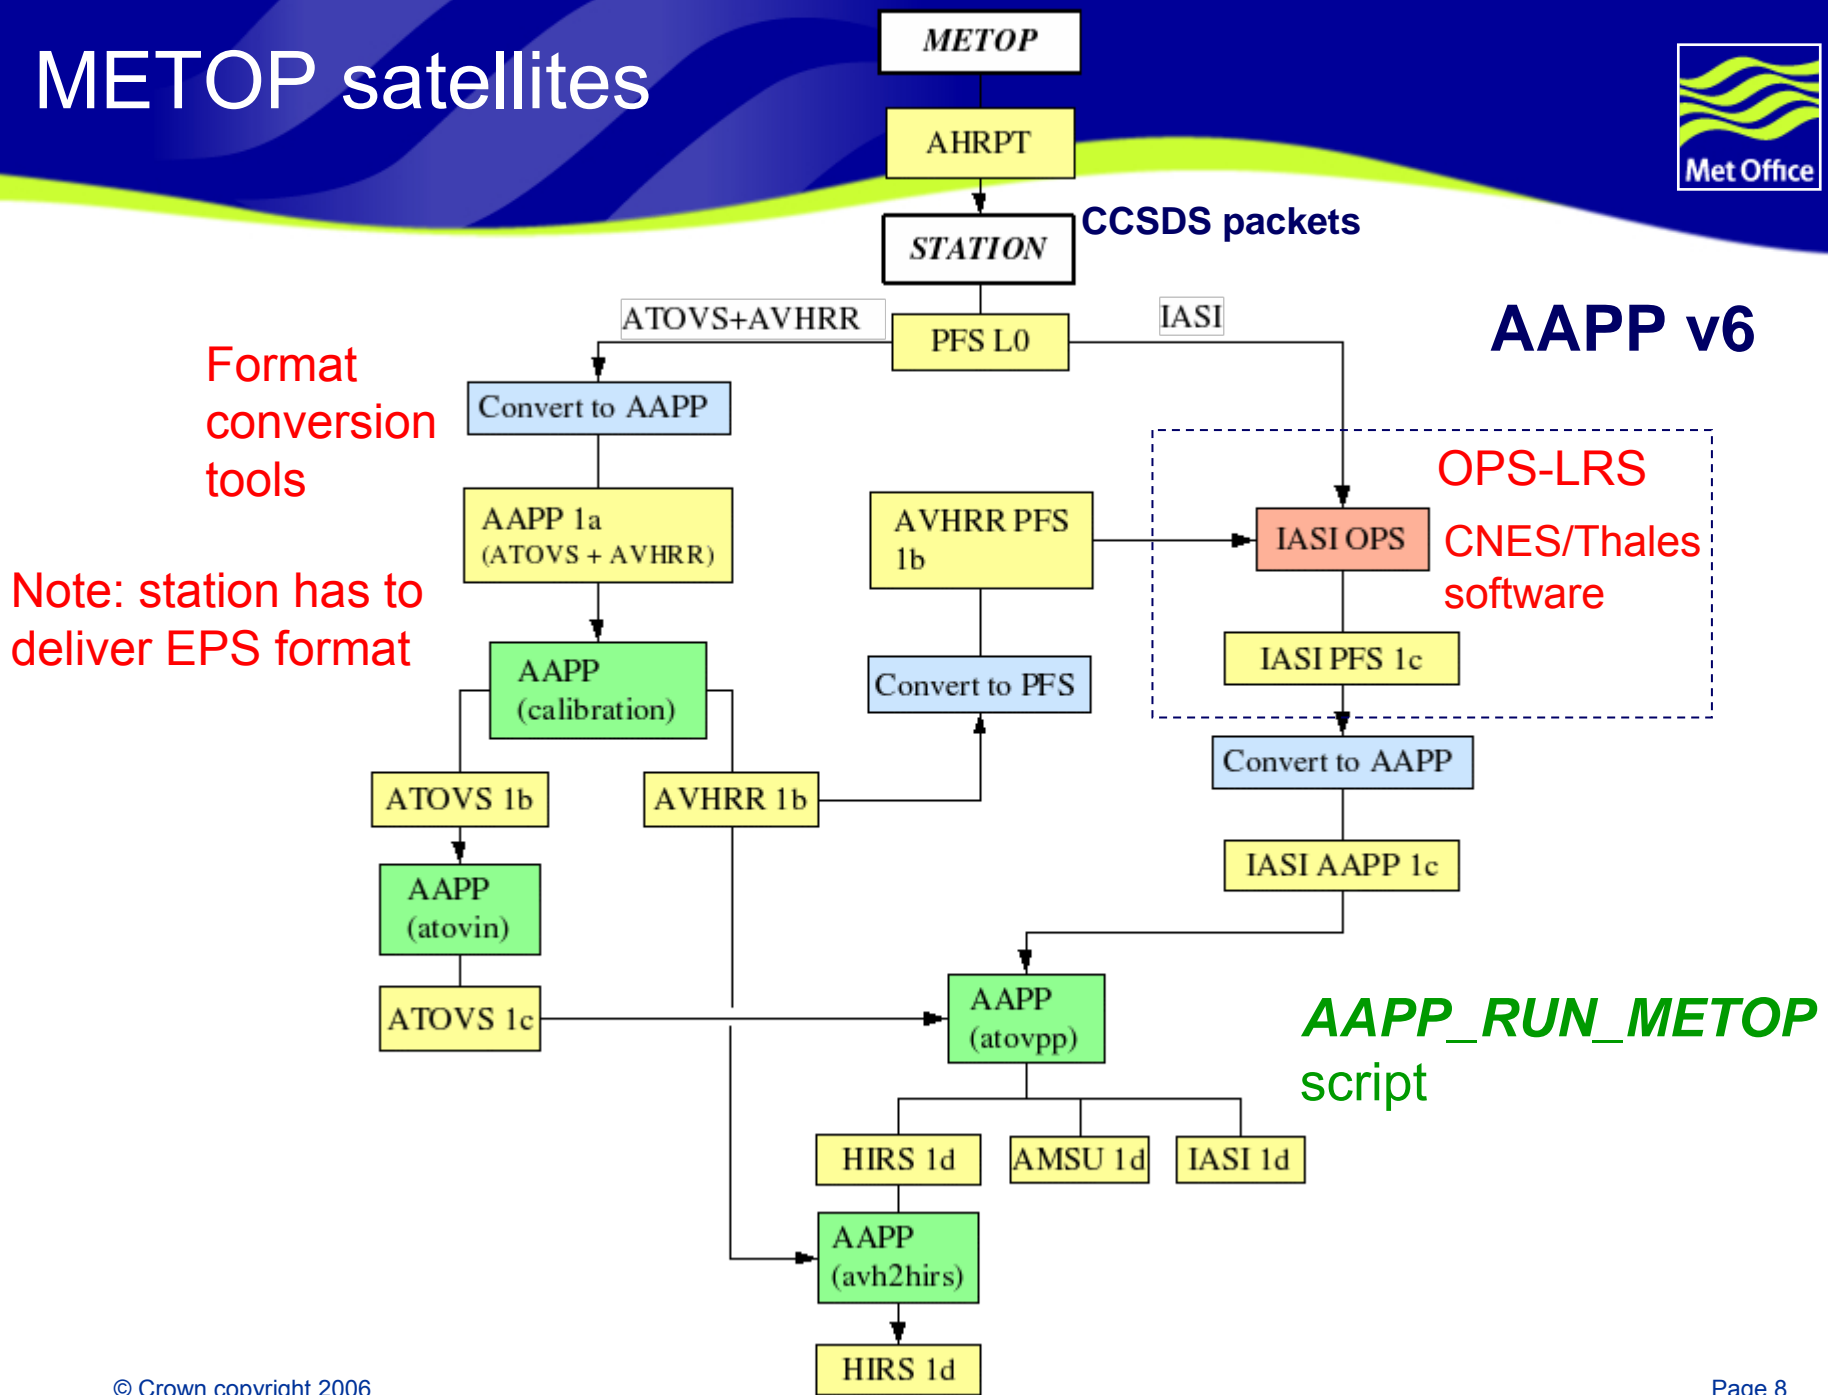 METOP satellites
METOP
Met Office
AHRPT
CCSDS packets
STATION
ATOVS+AVHRR
IASI
PFS L0
AAPP v6
Format
conversion
tools
Convert to AAPP
OPS-LRS
AAPP 1a
(ATOVS + AVHRR)
AVHRR PFS
1b
IASI OPS
CNES/Thales
software
Note: station has to
deliver EPS format
AAPP
(calibration)
Convert to PFS
IASI PFS 1c
Convert to AAPP
ATOVS 1b
AVHRR 1b
IASI AAPP 1c
AAPP
(atovin)
ATOVS 1c
AAPP
(atovpp)
AAPP_RUN_METOP
script
HIRS 1d
AMSU 1d
IASI 1d
AAPP
(avh2hirs)
HIRS 1d
© Crown copyright 2006
Page 8